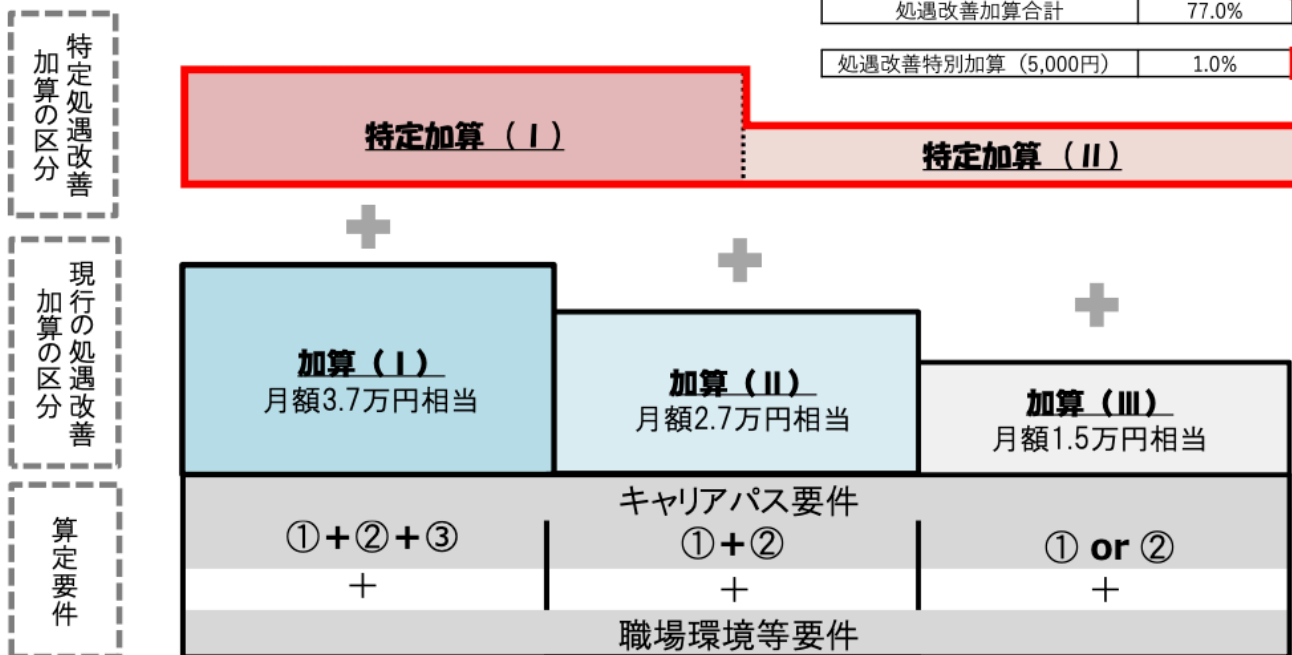 処遇改善加算合計 77.0%
処遇改善特別加算（5,000円） 1.0%
特定処遇改善
加算の区分
特定加算（Ⅰ）
特定加算（Ⅱ）
現行の処遇改善
加算の区分
加算（Ⅰ）
月額3.7万円相当
加算（Ⅱ）
月額2.7万円相当
加算（Ⅲ）
月額1.5万円相当
算定要件
キャリアパス要件
①+②+③ ①+② ① or ②
＋ ＋ ＋
職場環境等要件